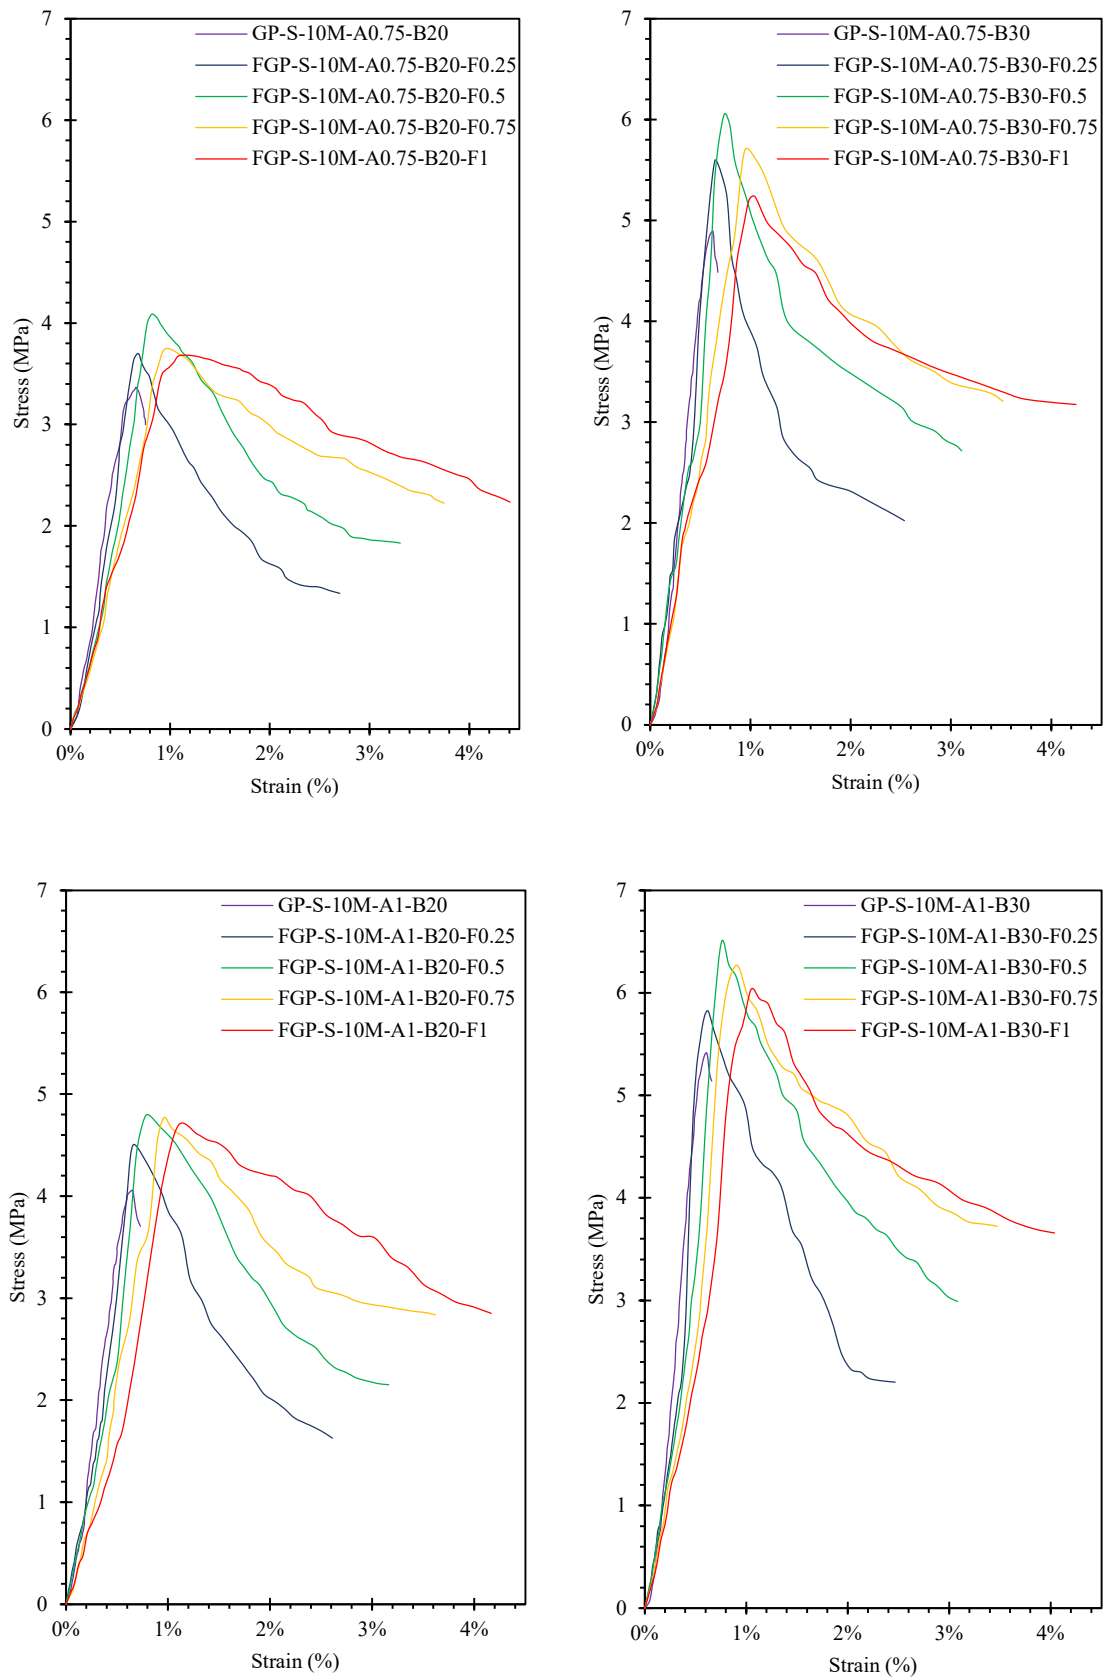 7
6
5
4
3
2
1
0
Stress (MPa)
GP-S-10M-A0.75-B20
FGP-S-10M-A0.75-B20-F0.25
FGP-S-10M-A0.75-B20-F0.5
FGP-S-10M-A0.75-B20-F0.75
FGP-S-10M-A0.75-B20-F1
0% 1% 2% 3% 4%
Strain (%)
7
6
5
4
3
2
1
0
Stress (MPa)
GP-S-10M-A0.75-B30
FGP-S-10M-A0.75-B30-F0.25
FGP-S-10M-A0.75-B30-F0.5
FGP-S-10M-A0.75-B30-F0.75
FGP-S-10M-A0.75-B30-F1
0% 1% 2% 3% 4%
Strain (%)
7
6
5
4
3
2
1
0
Stress (MPa)
GP-S-10M-A1-B20
FGP-S-10M-A1-B20-F0.25
FGP-S-10M-A1-B20-F0.5
FGP-S-10M-A1-B20-F0.75
FGP-S-10M-A1-B20-F1
0% 1% 2% 3% 4%
Strain (%)
7
6
5
4
3
2
1
0
Stress (MPa)
GP-S-10M-A1-B30
FGP-S-10M-A1-B30-F0.25
FGP-S-10M-A1-B30-F0.5
FGP-S-10M-A1-B30-F0.75
FGP-S-10M-A1-B30-F1
0% 1% 2% 3% 4%
Strain (%)